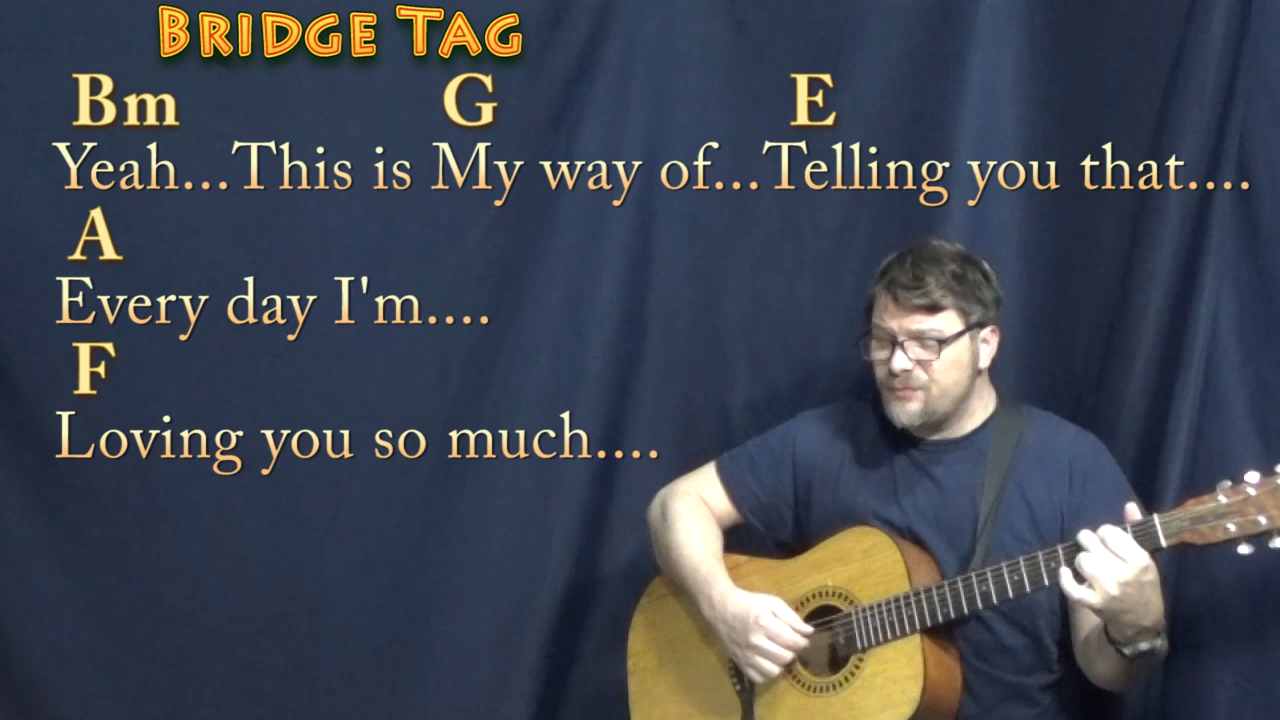 Bridge Tag
Bm G E
Yeah...This is My way of...Telling you that....
A
Every day I'm....
F
Loving you so much....